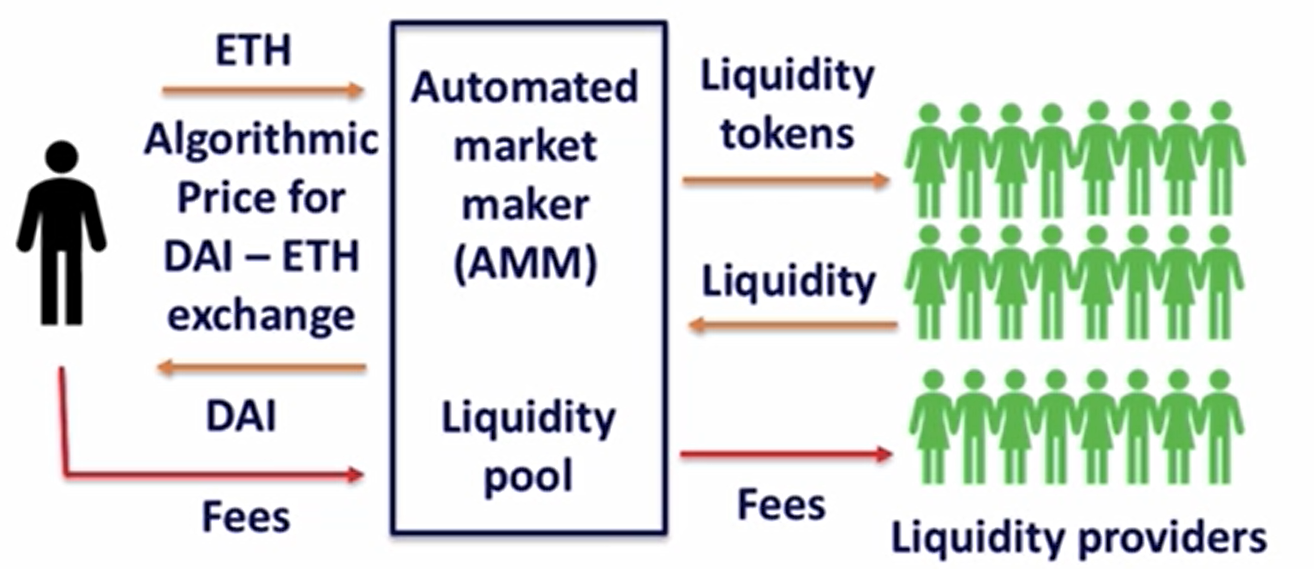 ETH
Algorithmic
Price for
DAI – ETH
exchange
DAI
Fees
Automated
market
maker
(AMM)
Liquidity
pool
Liquidity
tokens
Liquidity
Fees
Liquidity providers